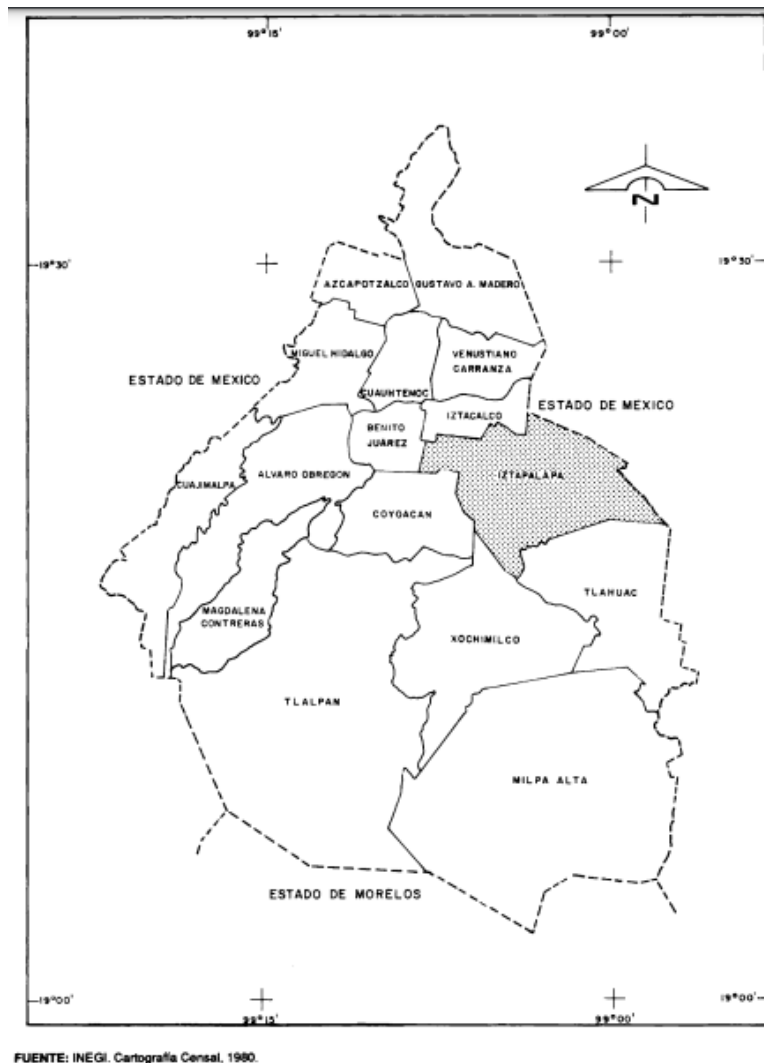 99°15'
99°00'
N
19°30'
19°30'
AZCAPOTZALCO
GUSTAVO A. MADERO
MIGUEL HIDALGO
VENUSTIANO
CARRANZA
ESTADO DE MEXICO
CUAUHTEMOC
IZTACALCO
ESTADO DE MEXICO
BENITO
JUAREZ
IZTAPALAPA
ALVARO OBREGON
CUAJIMALPA
COYOACAN
TLAHUAC
MAGDALENA
CONTRERAS
XOCHIMILCO
TLALPAN
MILPA ALTA
ESTADO DE MORELOS
19°00'
19°00'
99°15'
99°00'
FUENTE: INEGI. Cartografía Censal, 1980.